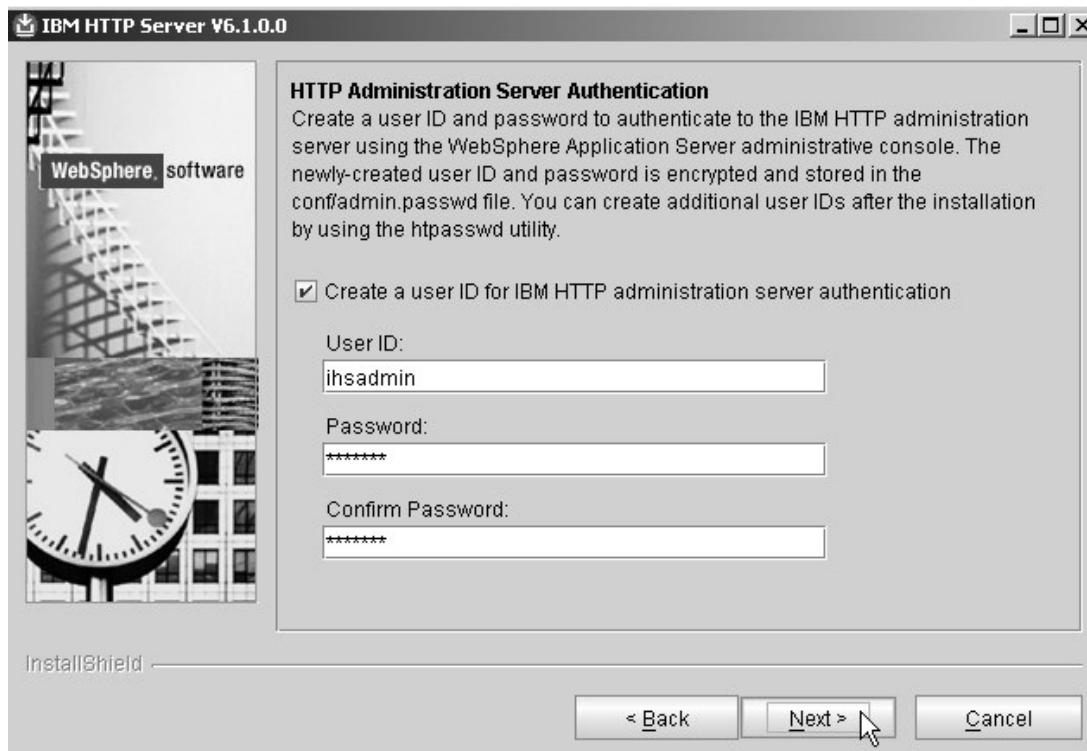 IBM HTTP Server V6.1.0.0
WebSphere. software
HTTP Administration Server Authentication
Create a user ID and password to authenticate to the IBM HTTP administration
server using the WebSphere Application Server administrative console. The
newly-created user ID and password is encrypted and stored in the
conf/admin.passwd file. You can create additional user IDs after the installation
by using the htpasswd utility.
Create a user ID for IBM HTTP administration server authentication
User ID:
ihsadmin
Password:
*******
Confirm Password:
*******
InstallShield
< Back
Next >
Cancel